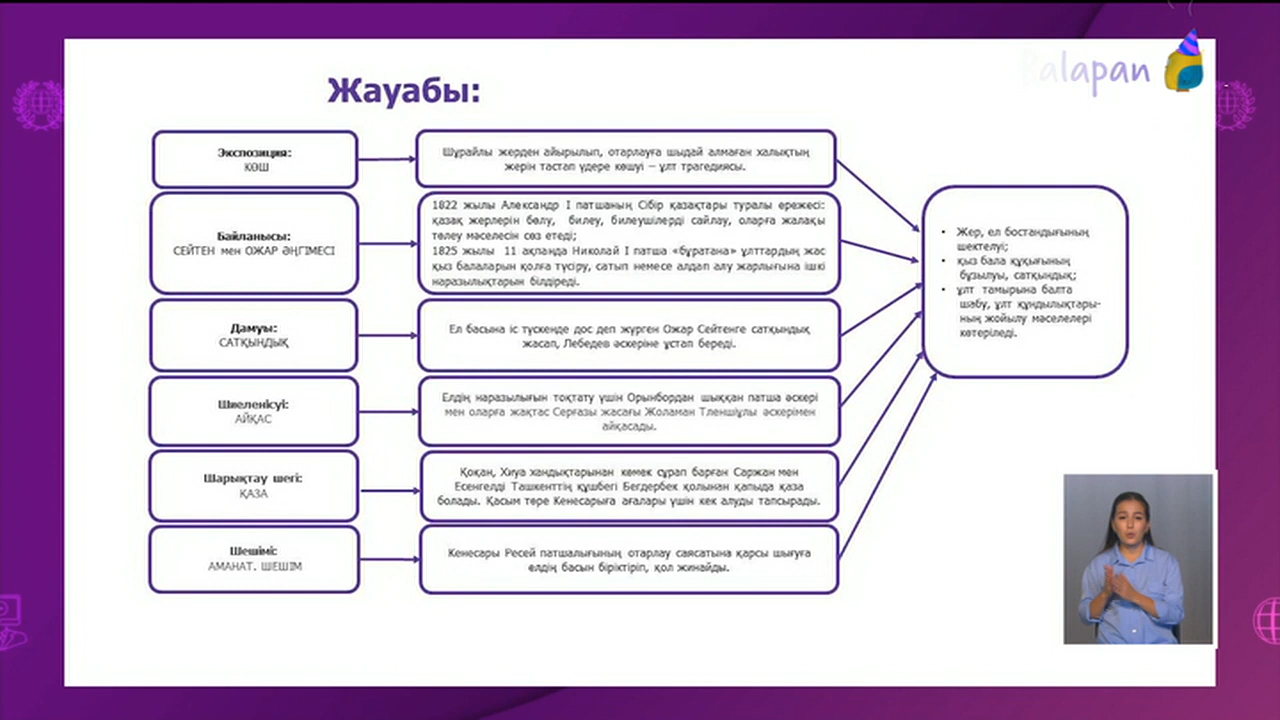 Balapan
Жауабы:
Экспозиция:
КӨШ
Шұрайлы жерден айырылып, отарлауға шыдай алмаған халықтың
жерін тастап үдере көшуі – ұлт трагедиясы.
Байланысы:
СЕЙТЕН мен ОЖАР ӘҢГІМЕСІ
1822 жылы Александр І патшаның Сібір қазақтары туралы ережесі:
қазақ жерлерін бөлу, билеу, билеушілерді сайлау, оларға жалақы
төлеу мәселесін сөз етеді;
1825 жылы 11 ақпанда Николай І патша «бұратана» ұлттардың жас
қыз балаларын қолға түсіру, сатып немесе алдап алу жарлығына ішкі
наразылықтарын білдіреді.
Дамуы:
САТҚЫНДЫҚ
Ел басына іс түскенде дос деп жүрген Ожар Сейтенге сатқындық
жасап, Лебедев әскеріне ұстап береді.
Шиеленісуі:
АЙҚАС
Елдің наразылығын тоқтату үшін Орынбордан шыққан патша әскері
мен оларға жақтас Серғазы жасағы Жоламан Тленшіұлы әскерімен
айқасады.
Шарықтау шегі:
ҚАЗА
Қоқан, Хиуа хандықтарынан көмек сұрап барған Саржан мен
Есенгелді Ташкенттің құшбегі Бегдербек қолынан қапыда қаза
болады. Қасым төре Кенесарыға ағалары үшін кек алуды тапсырады.
Шешімі:
АМАНАТ. ШЕШІМ
Кенесары Ресей патшалығының отарлау саясатына қарсы шығуға
елдің басын біріктіріп, қол жинайды.
• Жер, ел бостандығының
шектелуі;
• қыз бала құқығының
бұзылуы, сатқындық;
• ұлт тамырына балта
шабу, ұлт құндылықтары-
ның жойылу мәселелері
көтеріледі.